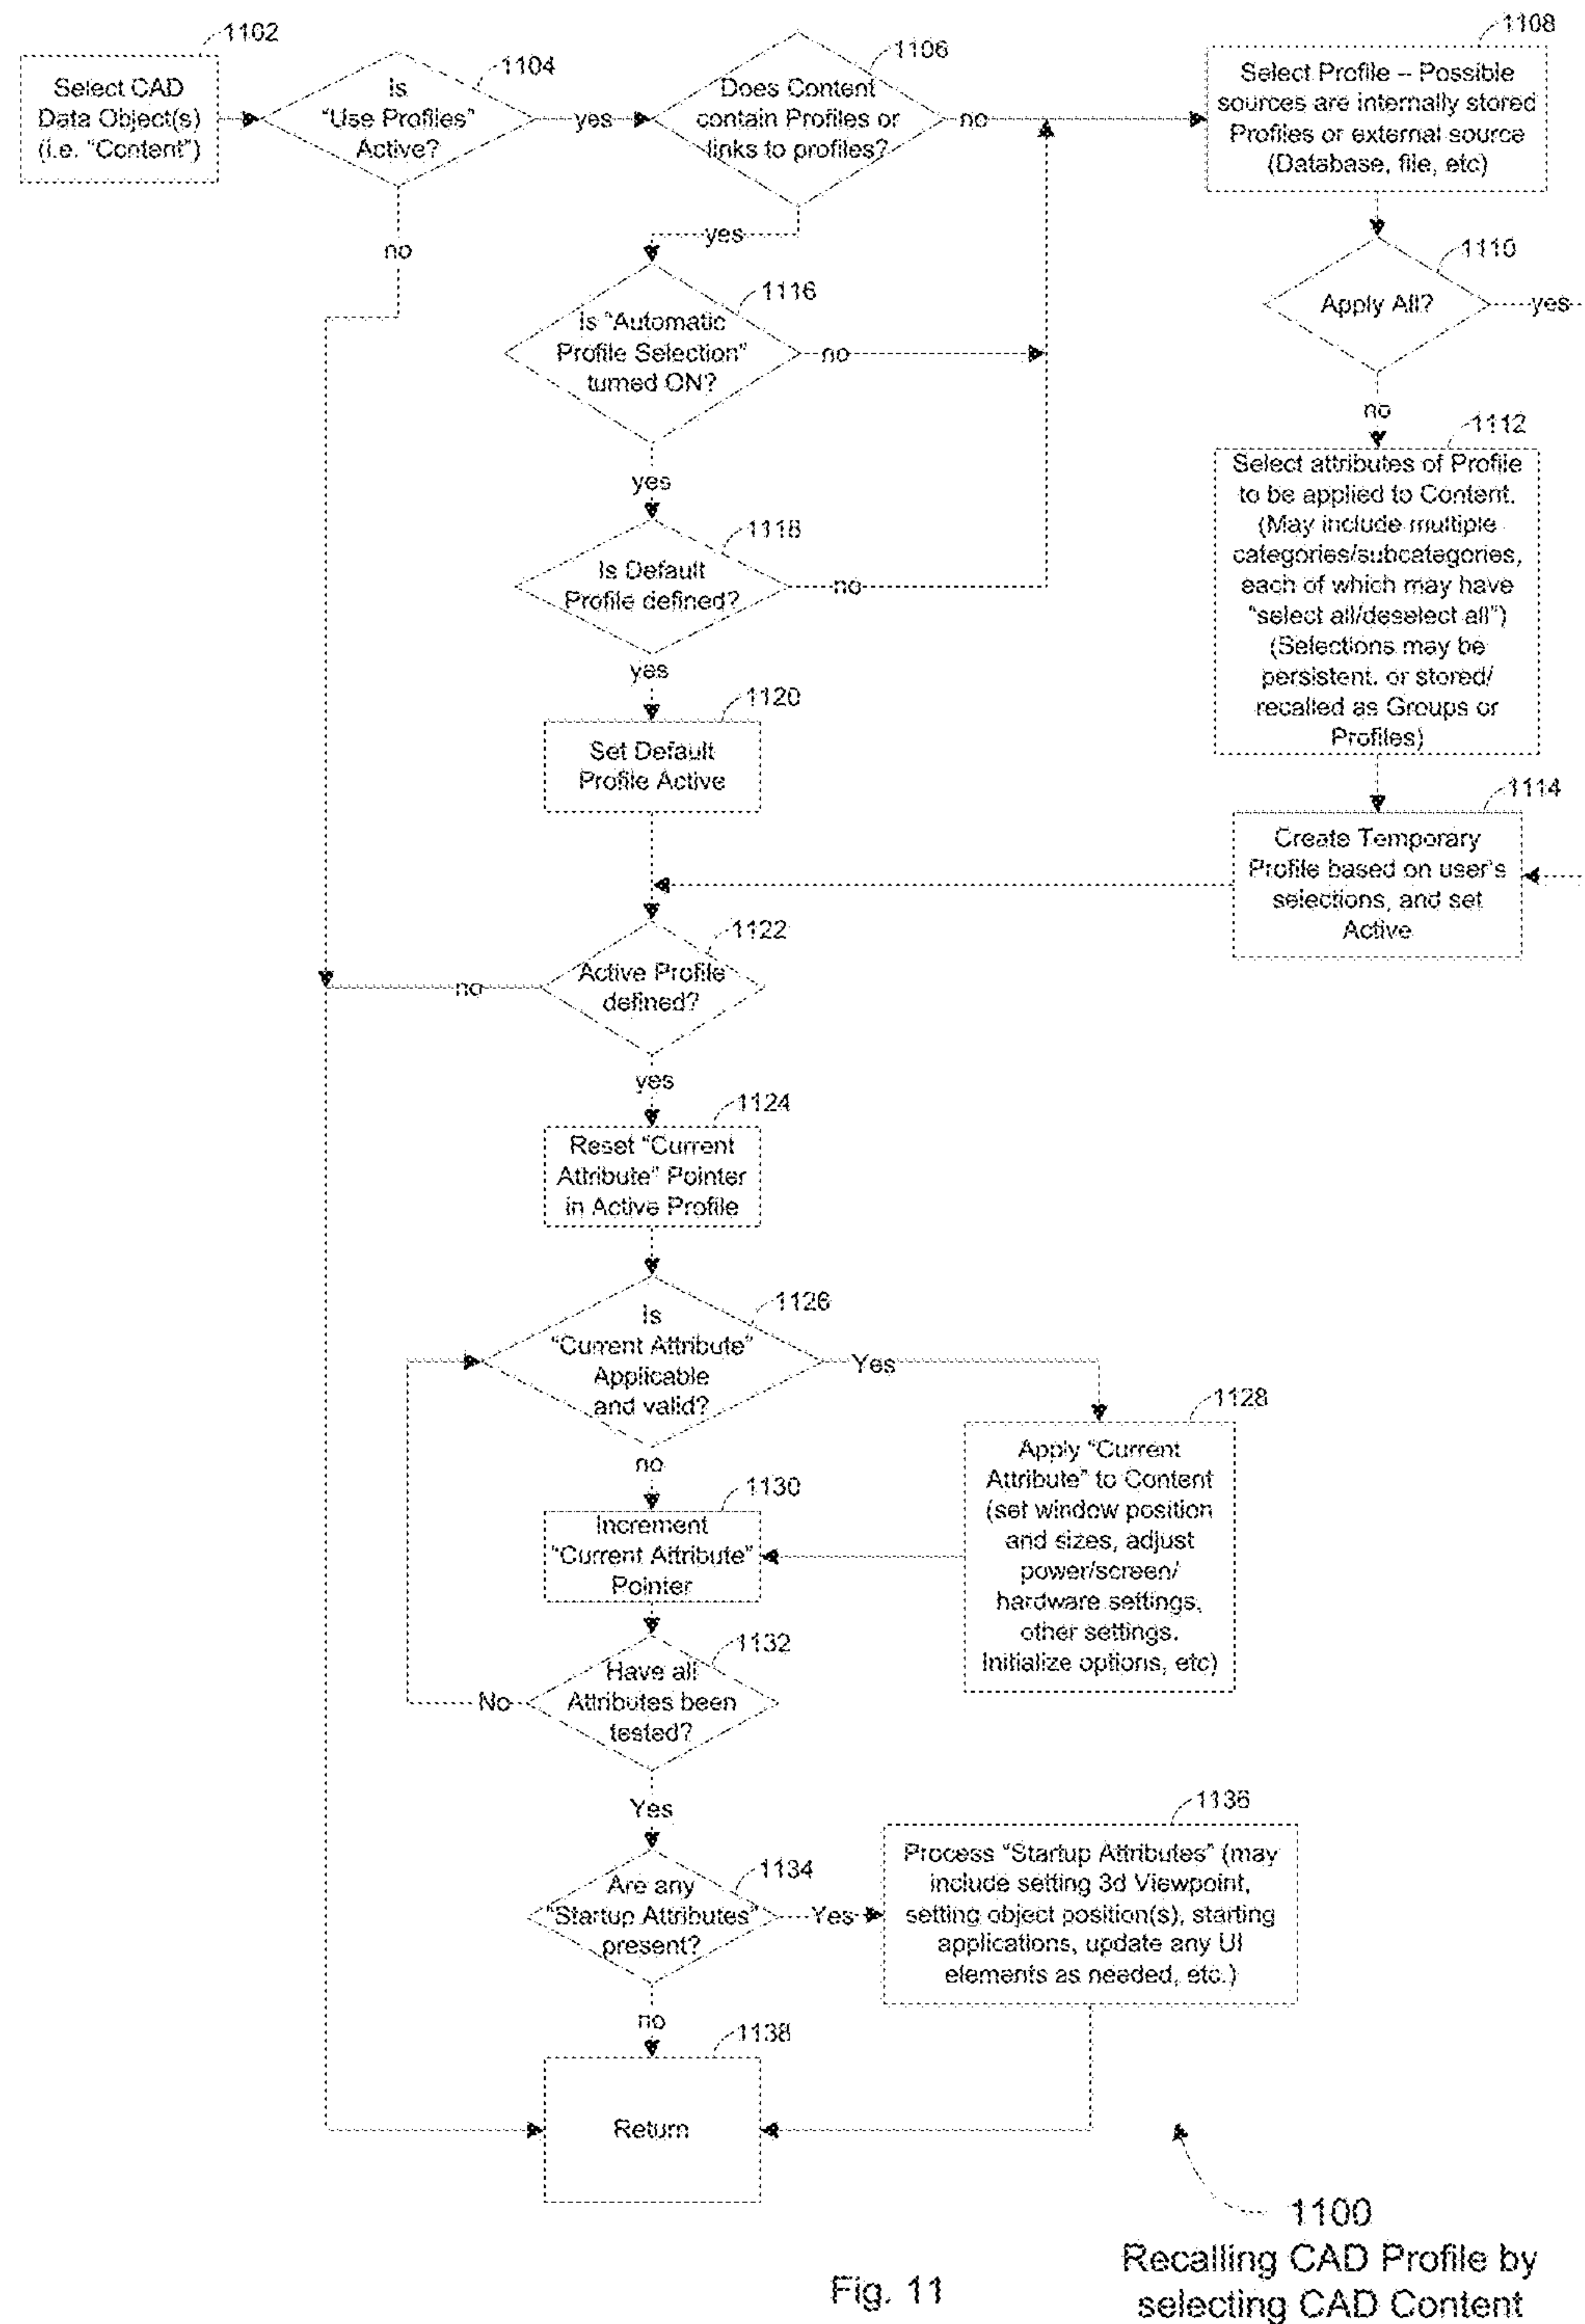 1102
Select CAD
Data Object(s)
(i.e. "Content")
1104
Is
"Use Profiles"
Active?
yes
no
1106
Does Content
contain Profiles or
links to profiles?
no
yes
1108
Select Profile -- Possible
sources are internally stored
Profiles or external source
(Database, file, etc)
1110
Apply All?
yes
no
1112
Select attributes of Profile
to be applied to Content.
(May include multiple
categories/subcategories,
each of which may have
"select all/deselect all")
(Selections may be
persistent. or stored/
recalled as Groups or
Profiles)
1114
Create Temporary
Profile based on user's
selections, and set
Active
1116
Is "Automatic
Profile Selection"
turned ON?
no
yes
1118
Is Default
Profile defined?
no
yes
1120
Set Default
Profile Active
1122
Active Profile
defined?
no
yes
1124
Reset "Current
Attribute" Pointer
in Active Profile
1126
Is
"Current Attribute"
Applicable
and valid?
Yes
no
1128
Apply "Current
Attribute" to Content
(set window position
and sizes, adjust
power/screen/
hardware settings,
other settings.
Initialize options, etc)
1130
Increment
"Current Attribute"
Pointer
1132
Have all
Attributes been
tested?
No
Yes
1134
Are any
"Startup Attributes"
present?
Yes
no
1136
Process "Startup Attributes" (may
include setting 3d Viewpoint,
setting object position(s), starting
applications, update any UI
elements as needed, etc.)
1138
Return
1100
Recalling CAD Profile by
selecting CAD Content
Fig. 11